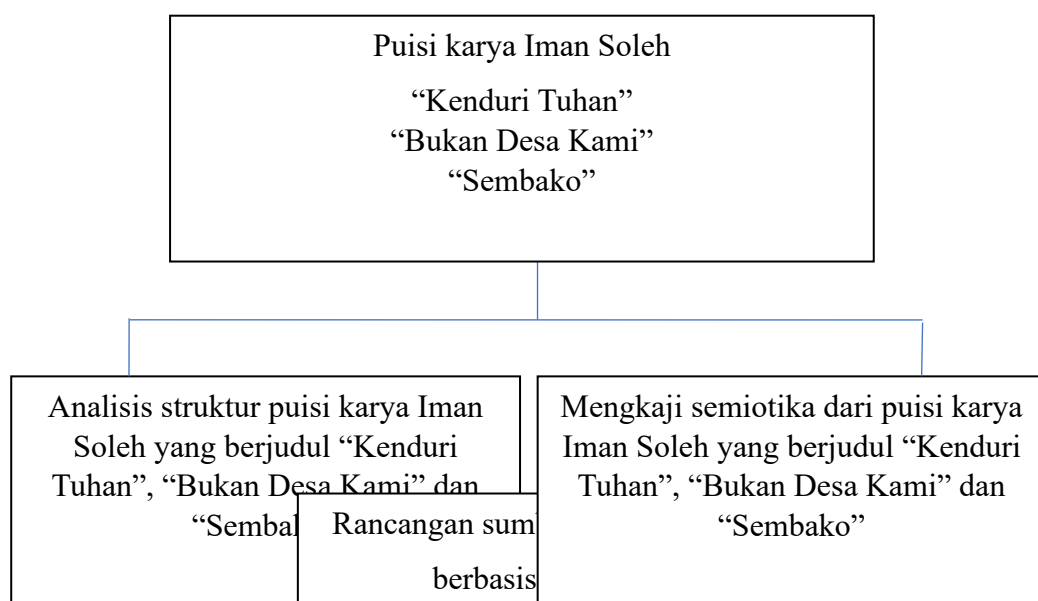 Puisi karya Iman Soleh
“Kenduri Tuhan”
“Bukan Desa Kami”
“Sembako”
Analisis struktur puisi karya Iman
Soleh yang berjudul “Kenduri
Tuhan”, “Bukan Desa Kami” dan
Mengkaji semiotika dari puisi karya
Iman Soleh yang berjudul “Kenduri
Tuhan”, “Bukan Desa Kami” dan
“Sembako”
Rancangan
berbasis